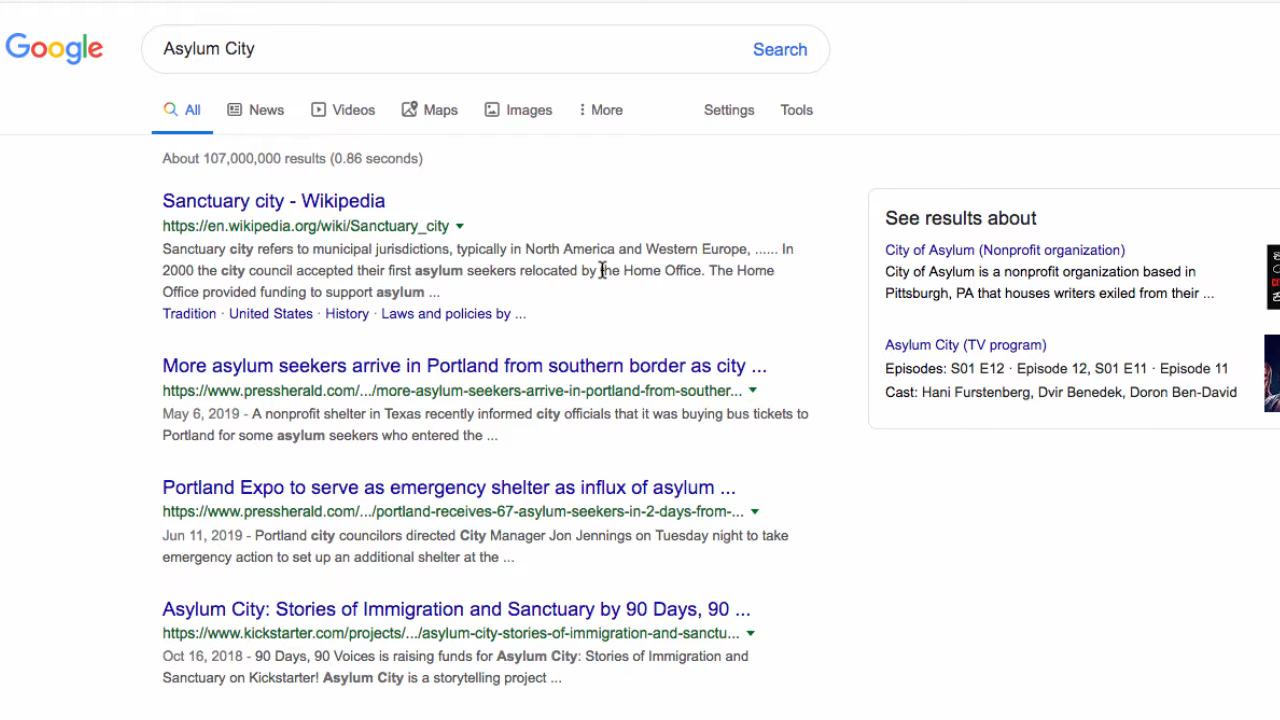 Google
Asylum City
Search
All
News
Videos
Maps
Images
More
Settings
Tools
About 107,000,000 results (0.86 seconds)
Sanctuary city - Wikipedia
https://en.wikipedia.org/wiki/Sanctuary_city
Sanctuary city refers to municipal jurisdictions, typically in North America and Western Europe, ...... In
2000 the city council accepted their first asylum seekers relocated by the Home Office. The Home
Office provided funding to support asylum ...
Tradition · United States · History · Laws and policies by ...
More asylum seekers arrive in Portland from southern border as city ...
https://www.pressherald.com/.../more-asylum-seekers-arrive-in-portland-from-souther...
May 6, 2019 - A nonprofit shelter in Texas recently informed city officials that it was buying bus tickets to
Portland for some asylum seekers who entered the ...
Portland Expo to serve as emergency shelter as influx of asylum ...
https://www.pressherald.com/.../portland-receives-67-asylum-seekers-in-2-days-from-...
Jun 11, 2019 - Portland city councilors directed City Manager Jon Jennings on Tuesday night to take
emergency action to set up an additional shelter at the ...
Asylum City: Stories of Immigration and Sanctuary by 90 Days, 90 ...
https://www.kickstarter.com/projects/.../asylum-city-stories-of-immigration-and-sanctu...
Oct 16, 2018 - 90 Days, 90 Voices is raising funds for Asylum City: Stories of Immigration and
Sanctuary on Kickstarter! Asylum City is a storytelling project ...
See results about
City of Asylum (Nonprofit organization)
City of Asylum is a nonprofit organization based in
Pittsburgh, PA that houses writers exiled from their ...
Asylum City (TV program)
Episodes: S01 E12 · Episode 12, S01 E11 · Episode 11
Cast: Hani Furstenberg, Dvir Benedek, Doron Ben-David